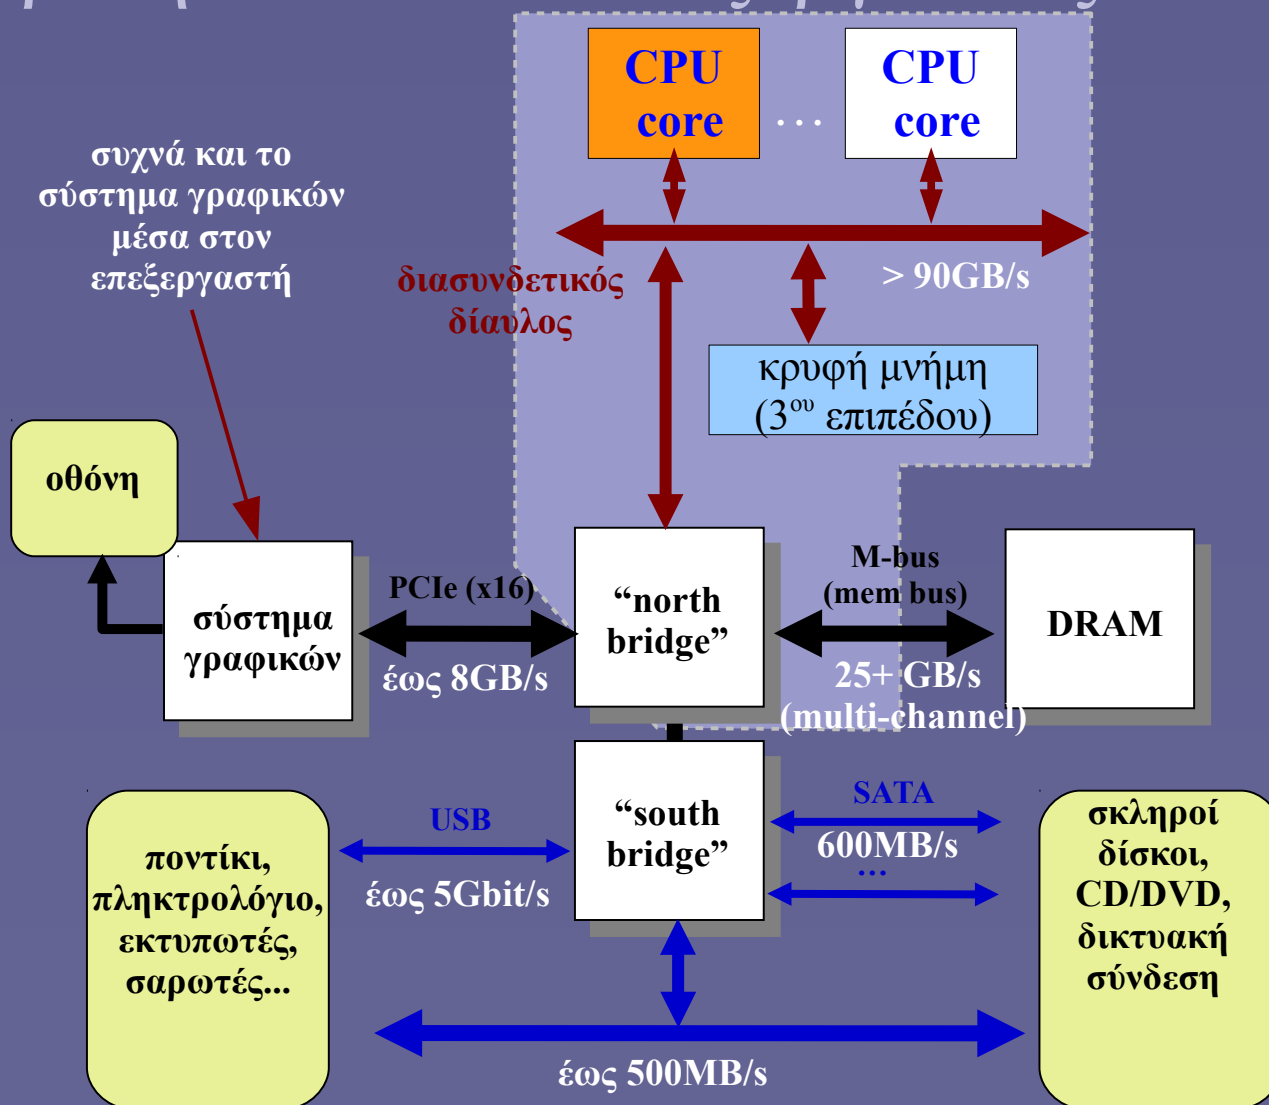 CPU
core
...
CPU
core
συχνά και το
σύστημα γραφικών
μέσα στον
επεξεργαστή
διασυνδετικός
δίαυλος
> 90GB/s
κρυφή μνήμη
(3ου επιπέδου)
οθόνη
σύστημα
γραφικών
PCIe (x16)
έως 8GB/s
“north
bridge”
M-bus
(mem bus)
25+ GB/s
(multi-channel)
DRAM
ποντίκι,
πληκτρολόγιο,
εκτυπωτές,
σαρωτές...
USB
έως 5Gbit/s
“south
bridge”
SATA
600MB/s
...
σκληροί
δίσκοι,
CD/DVD,
δικτυακή
σύνδεση
έως 500MB/s